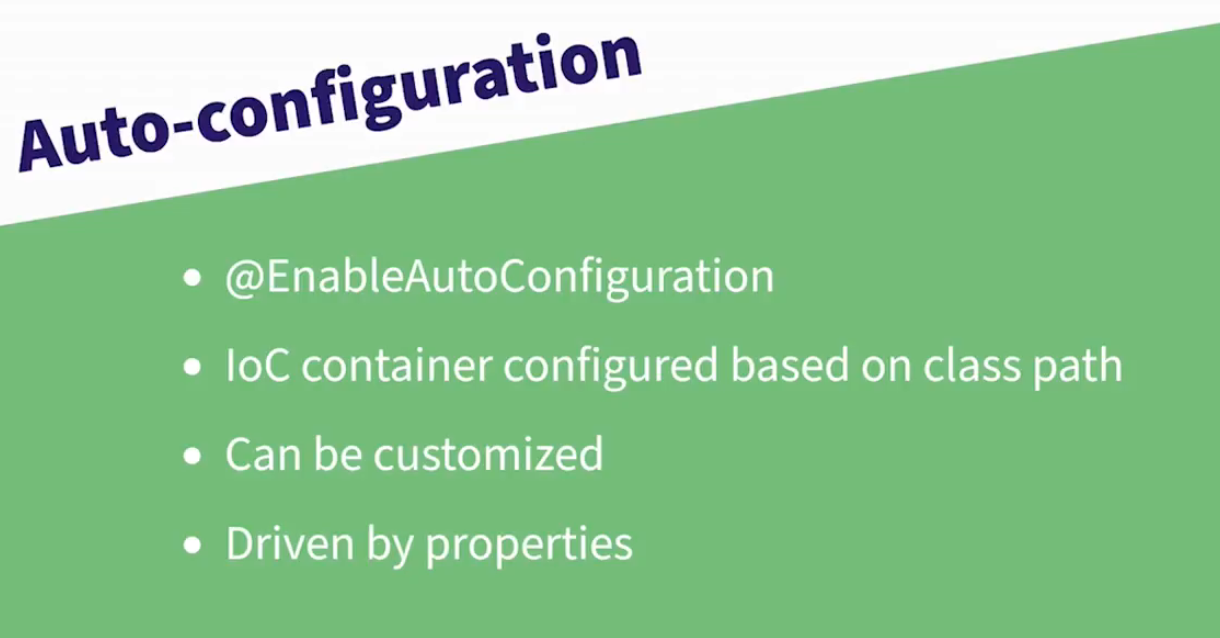 Auto-configuration
• @EnableAutoConfiguration
• IoC container configured based on class path
• Can be customized
• Driven by properties